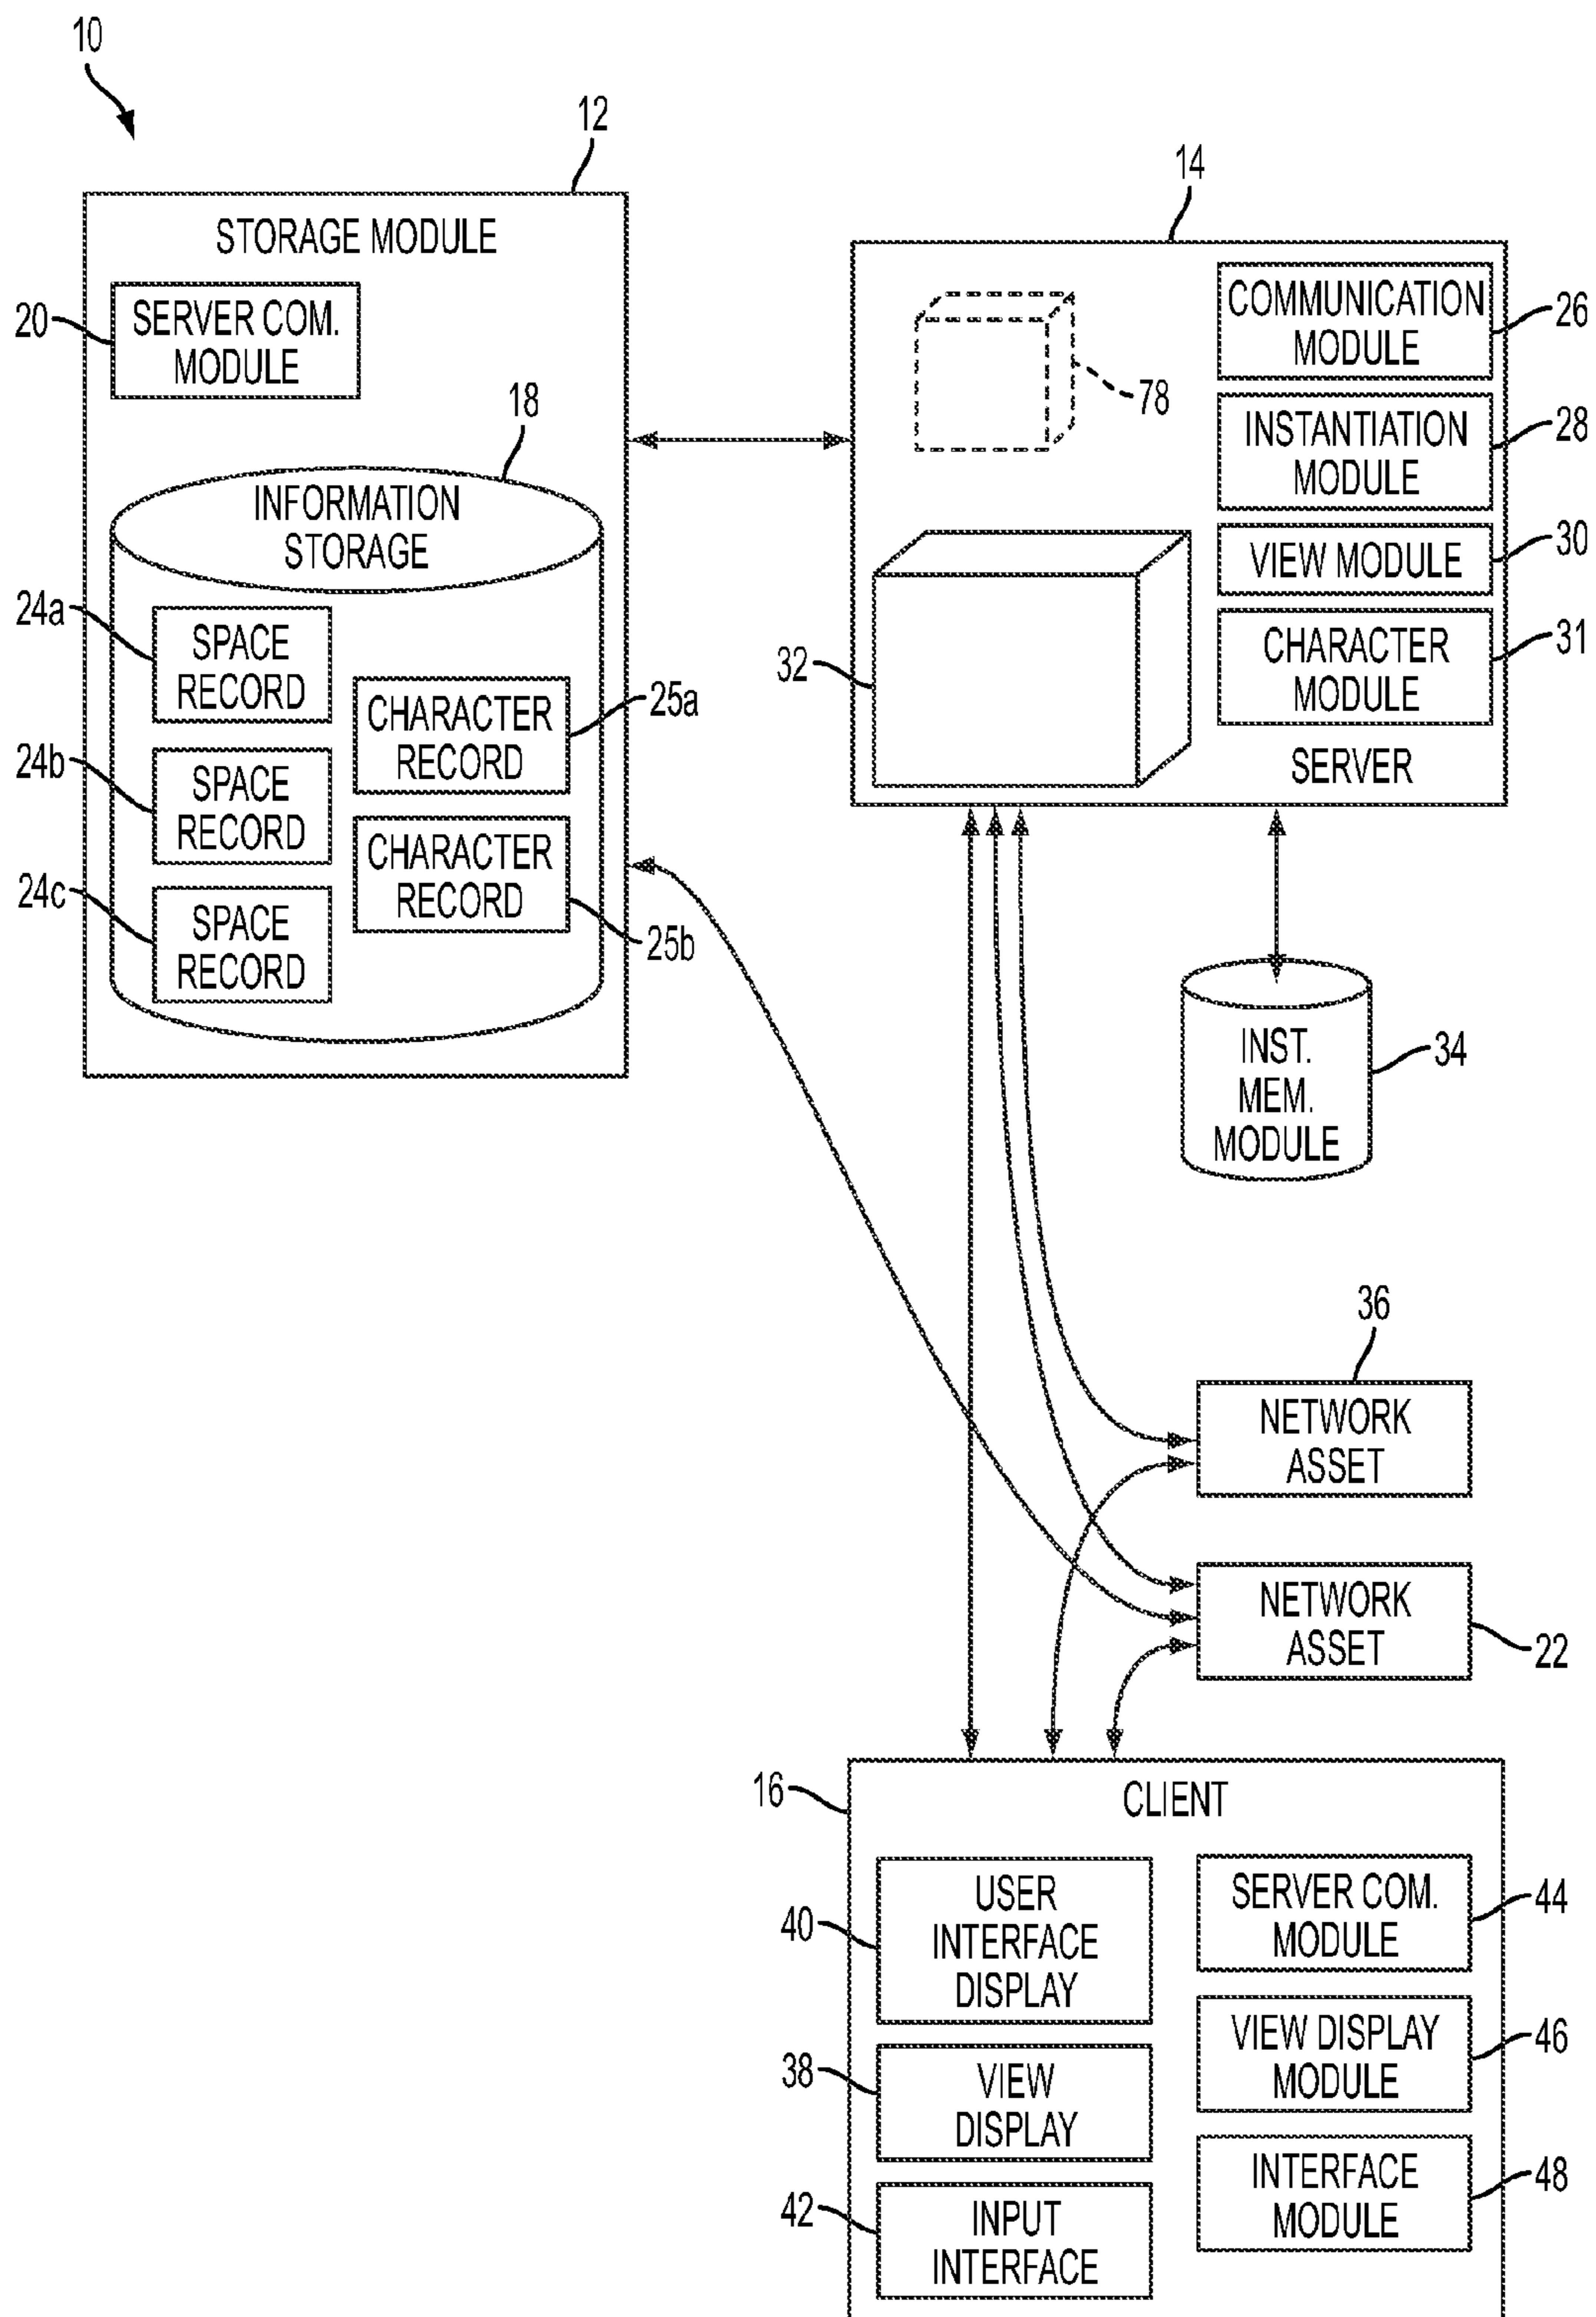 10
12
STORAGE MODULE
20
SERVER COM.
MODULE
18
INFORMATION
STORAGE
24a
SPACE
RECORD
24b
SPACE
RECORD
24c
SPACE
RECORD
CHARACTER
RECORD
25a
CHARACTER
RECORD
25b
14
78
COMMUNICATION
MODULE
26
INSTANTIATION
MODULE
28
VIEW MODULE
30
CHARACTER
MODULE
31
32
SERVER
INST.
MEM.
MODULE
34
36
NETWORK
ASSET
NETWORK
ASSET
22
16
CLIENT
40
USER
INTERFACE
DISPLAY
38
VIEW
DISPLAY
42
INPUT
INTERFACE
SERVER COM.
MODULE
44
VIEW DISPLAY
MODULE
46
INTERFACE
MODULE
48